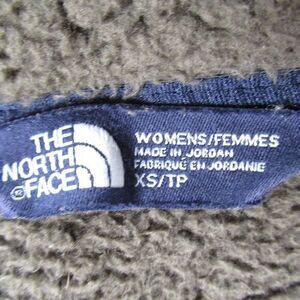 THE
NORTH
FACE
WOMENS/FEMMES
MADE IN JORDAN
FABRIQUÉ EN JORDANIE
XS/TP